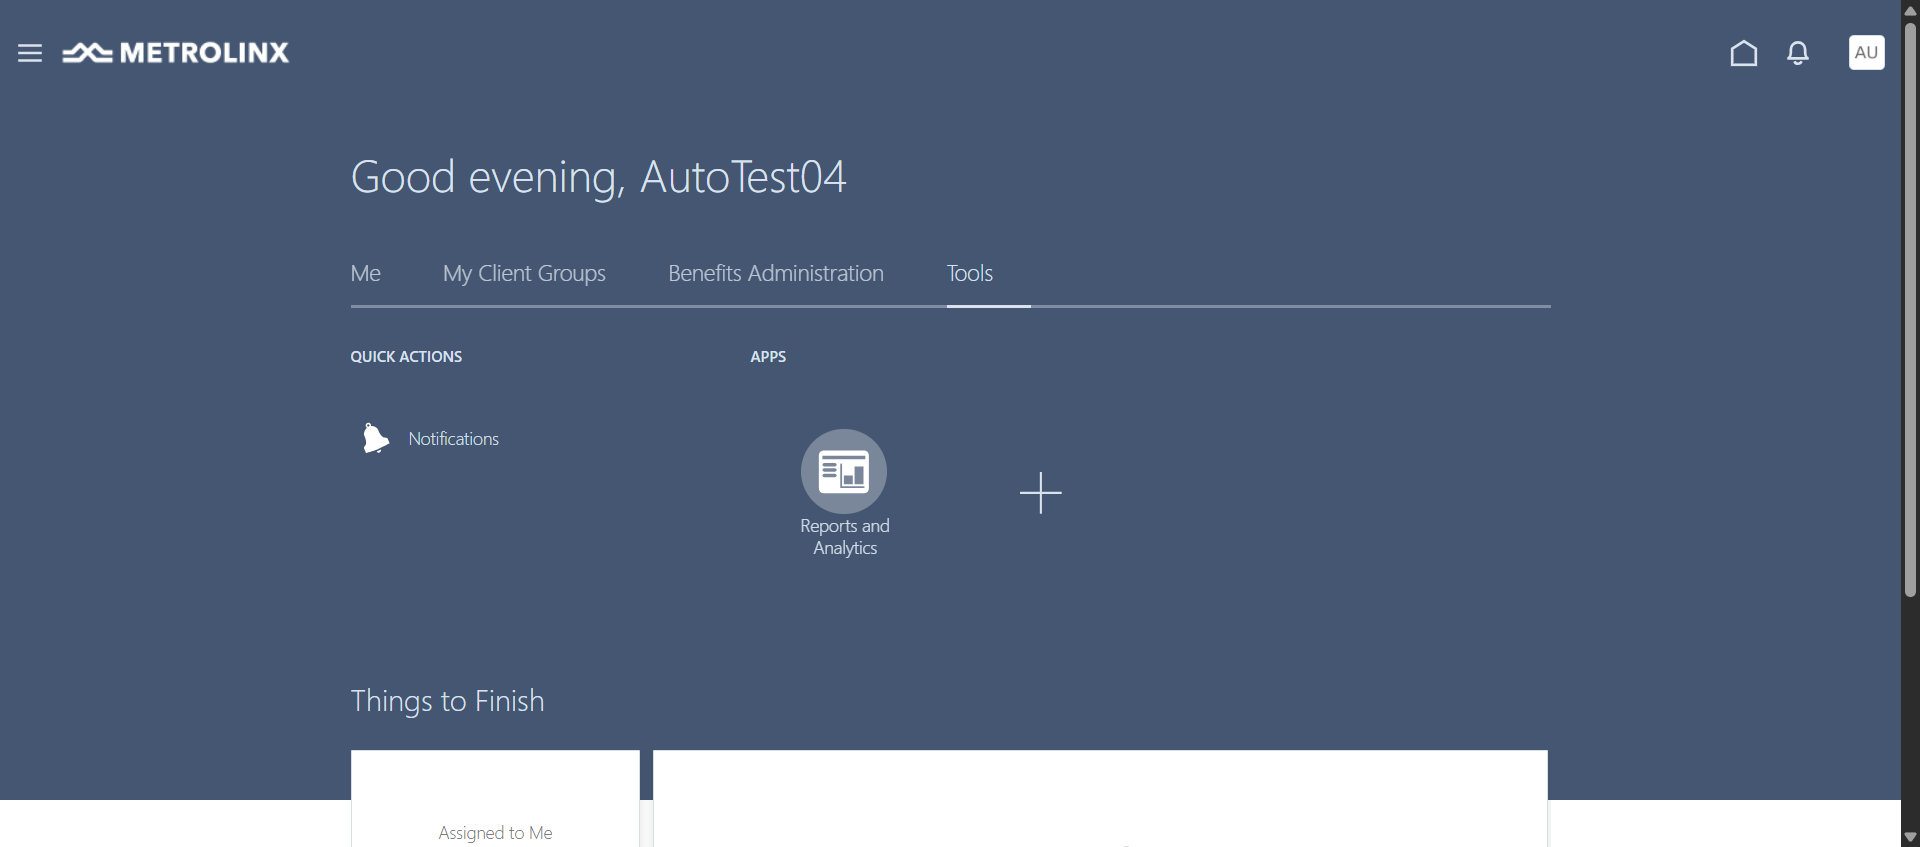 METROLINX
AU
Good evening, AutoTest04
Me
My Client Groups
Benefits Administration
Tools
QUICK ACTIONS
APPS
Notifications
Reports and
Analytics
Things to Finish
Assigned to Me